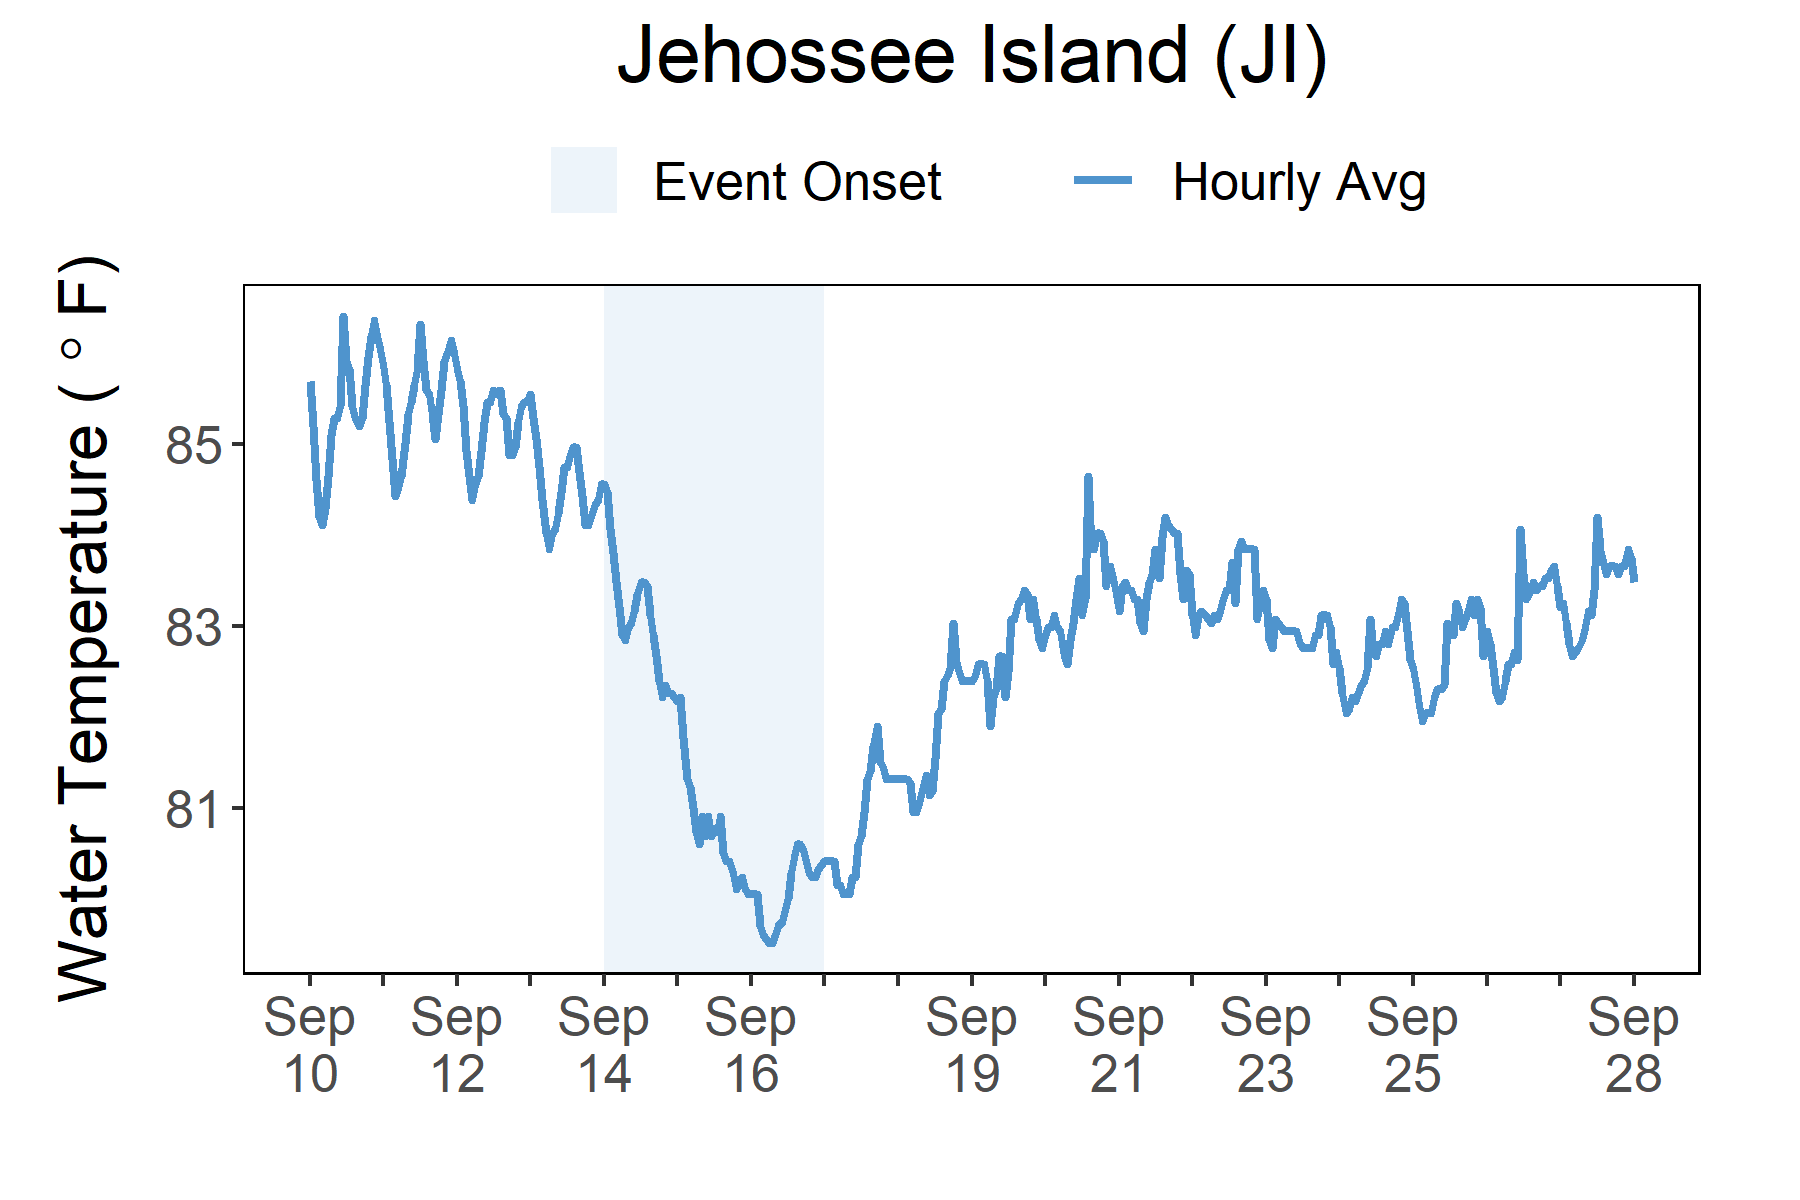 Jehossee Island (JI)
Event Onset
Hourly Avg
Water Temperature ( ° F)
85
83
81
Sep 10
Sep 12
Sep 14
Sep 16
Sep 19
Sep 21
Sep 23
Sep 25
Sep 28